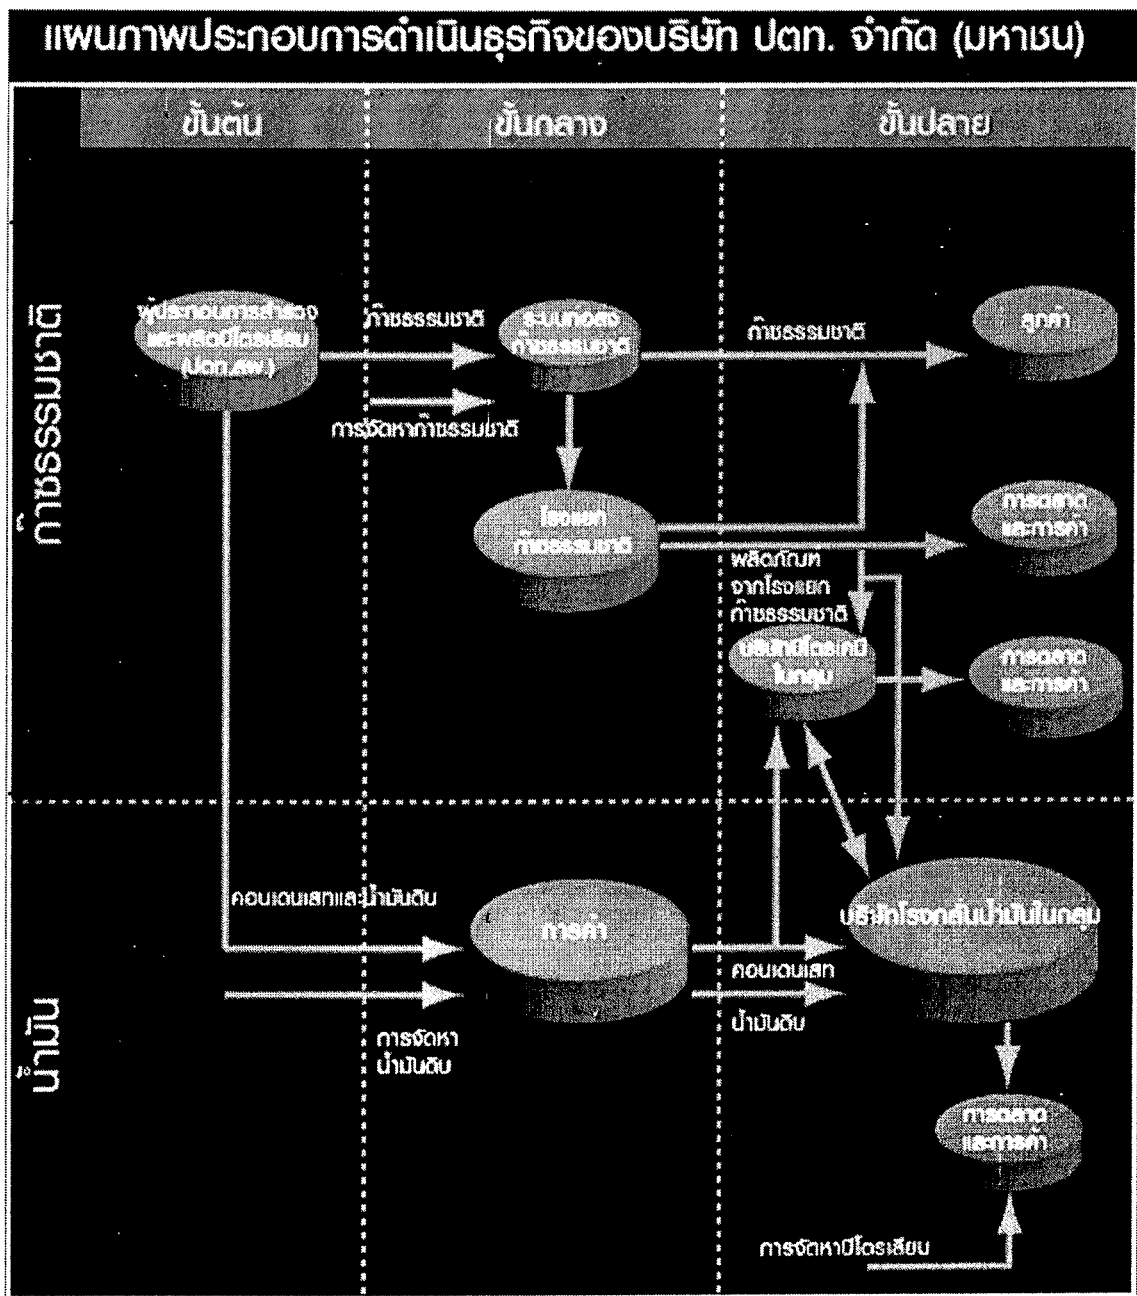 แผนภาพประกอบการดำเนินธุรกิจของบริษัท ปตท. จำกัด (มหาชน)
ขั้นต้น
ขั้นกลาง
ขั้นปลาย
ก๊าซธรรมชาติ
ผู้ประกอบการสำรวจ
และผลิตปิโตรเลียม
(ปตท.สผ.)
ก๊าซธรรมชาติ
การจัดหาก๊าซธรรมชาติ
ระบบท่อส่ง
ก๊าซธรรมชาติ
ก๊าซธรรมชาติ
ลูกค้า
โรงแยก
ก๊าซธรรมชาติ
การตลาด
และการค้า
ผลิตภัณฑ์
จากโรงแยก
ก๊าซธรรมชาติ
บริษัทปิโตรเคมี
ในกลุ่ม
การตลาด
และการค้า
น้ำมัน
คอนเดนเสทและน้ำมันดิบ
การค้า
การจัดหา
น้ำมันดิบ
คอนเดนเสท
น้ำมันดิบ
บริษัทโรงกลั่นน้ำมันในกลุ่ม
การตลาด
และการค้า
การจัดหาปิโตรเลียม